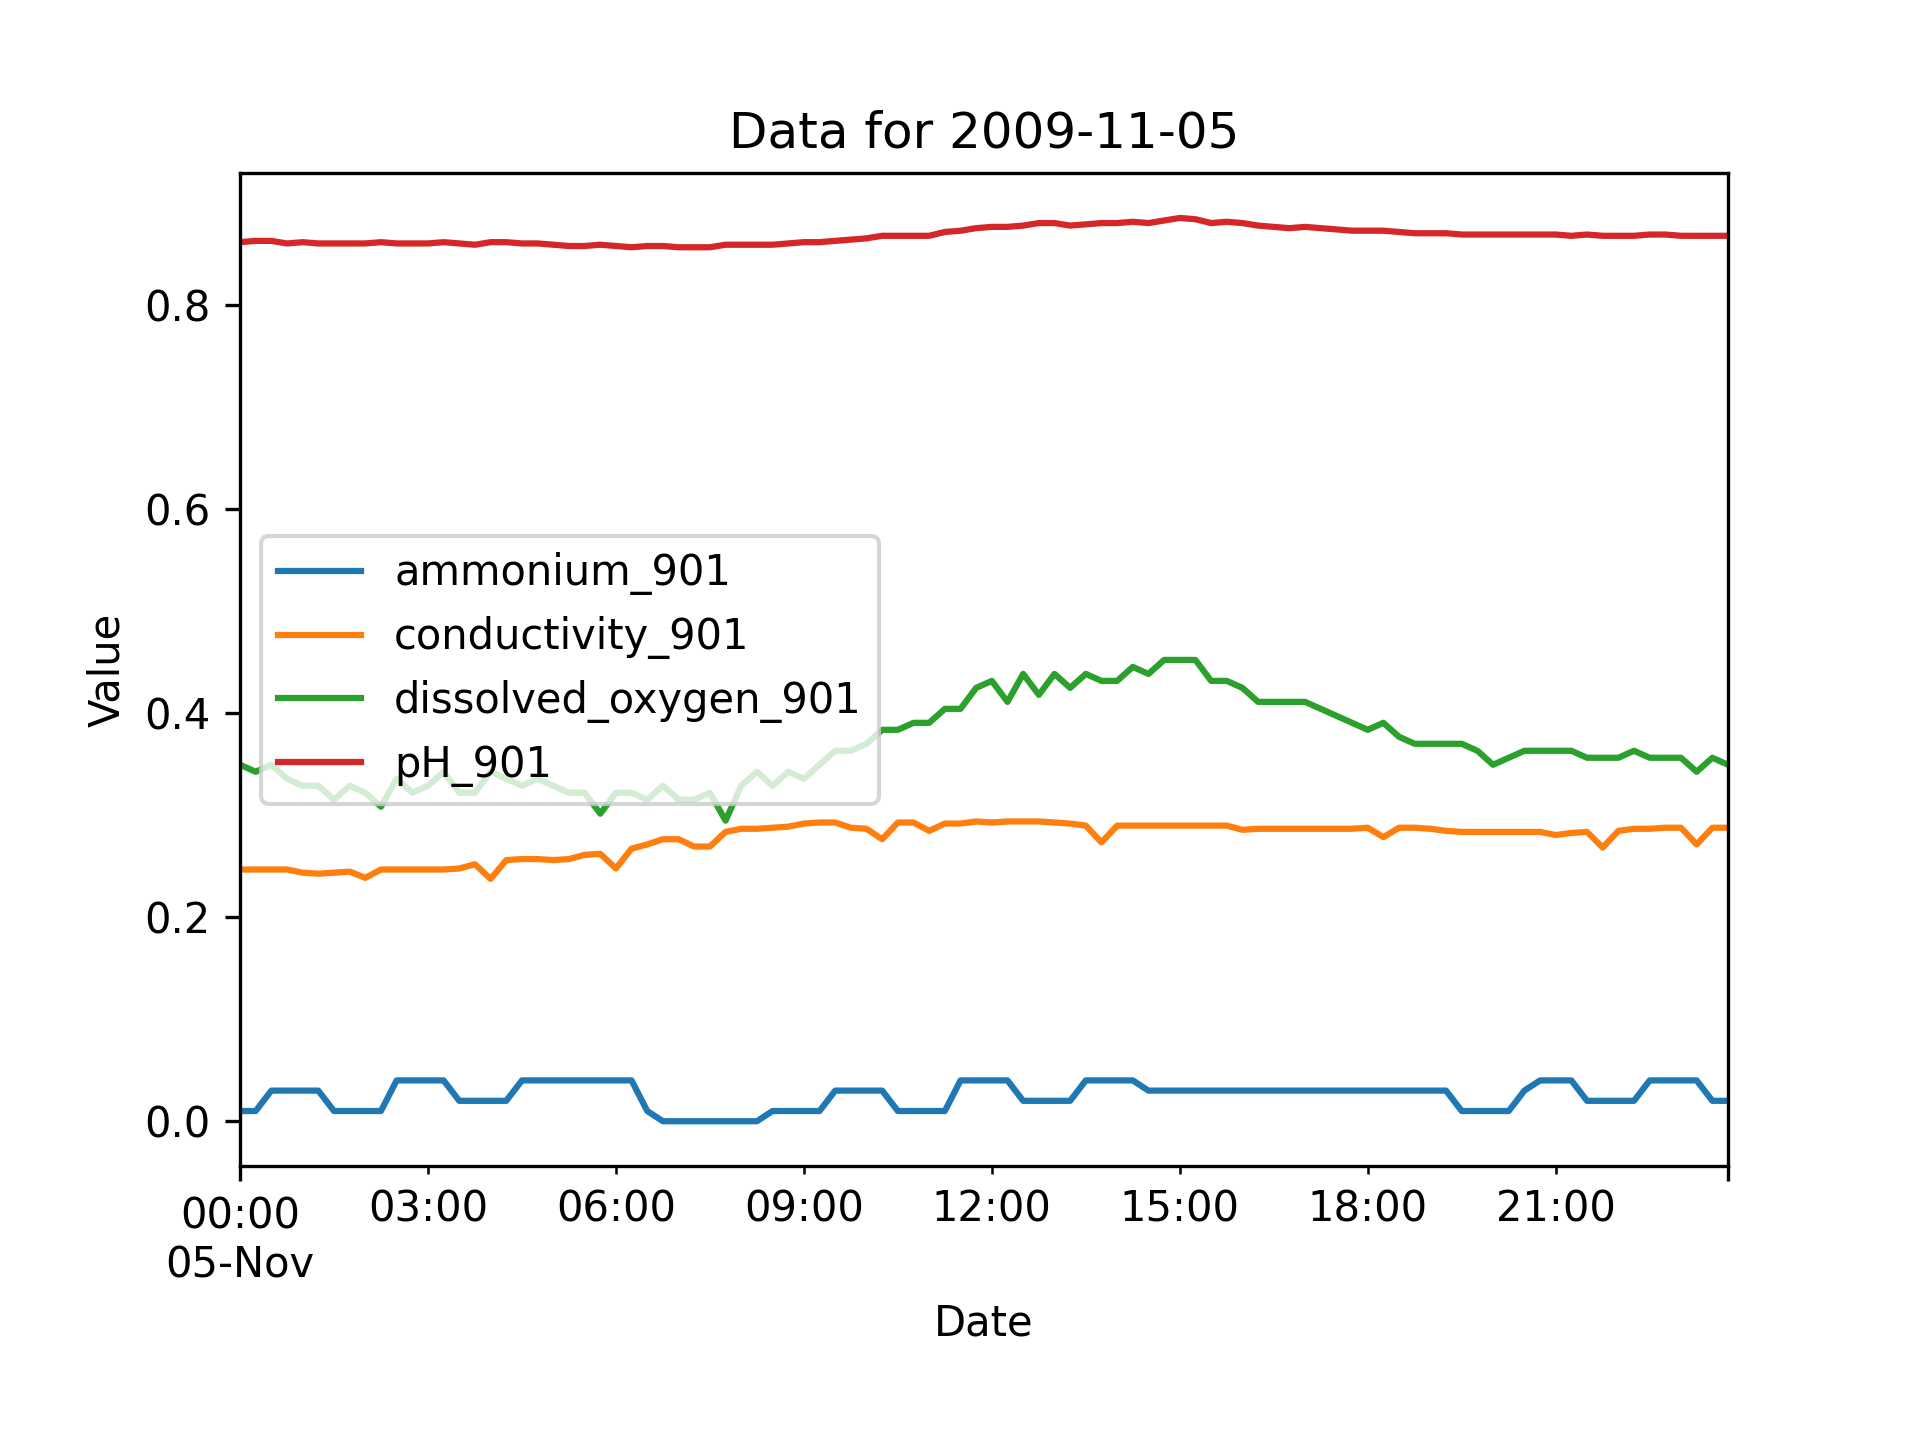 Data for 2009-11-05
Value
0.8
0.6
0.4
0.2
0.0
ammonium_901
conductivity_901
dissolved_oxygen_901
pH_901
00:00 03:00 06:00 09:00 12:00 15:00 18:00 21:00
05-Nov
Date